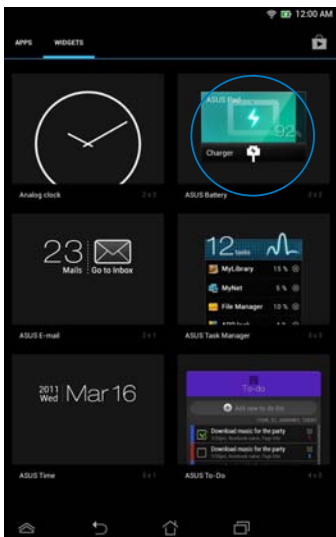 12:00 AM
APPS WIDGETS
ASUS Pad
92%
Charger
Analog clock
ASUS Battery
23
Mails Go to Inbox
12 tasks
MyLibrary 15 %
MyNet 5 %
File Manager 10 %
ASUS E-mail
ASUS Task Manager
2011
Wed Mar 16
To-do
Add new to do list
Download music for the party
Download music for the party
ASUS Time
ASUS To-Do